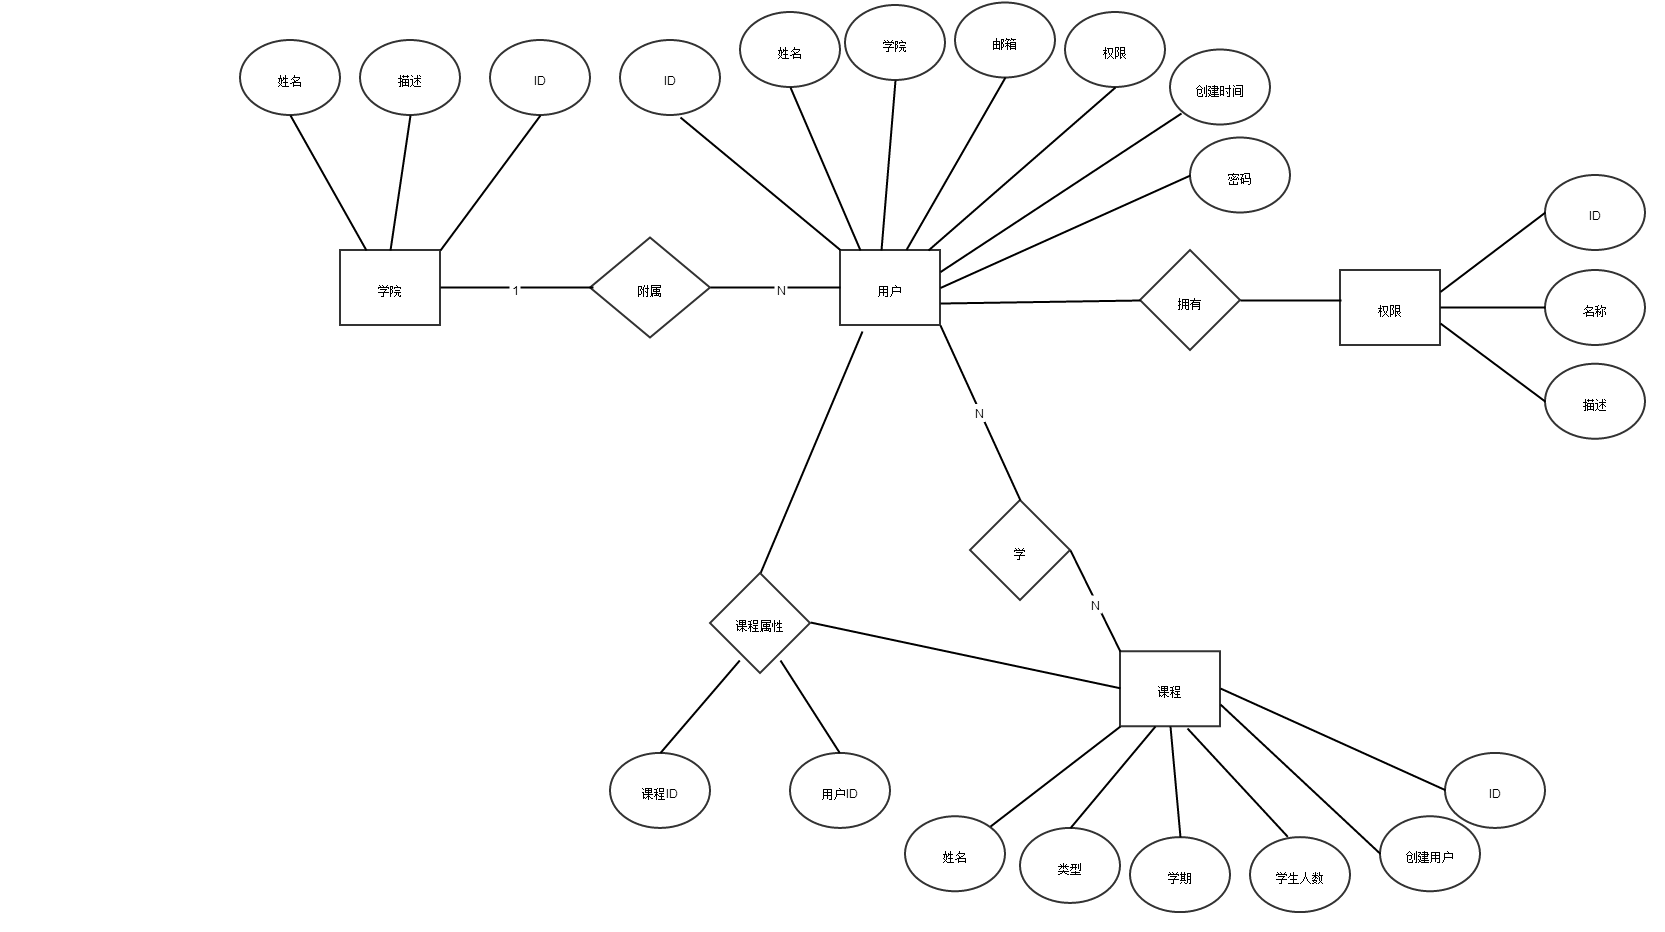 姓名
描述
ID
ID
姓名
学院
邮箱
权限
创建时间
密码
ID
名称
描述
学院
1
附属
N
用户
拥有
权限
N
学
N
课程属性
课程
课程ID
用户ID
姓名
类型
学期
学生人数
创建用户
ID